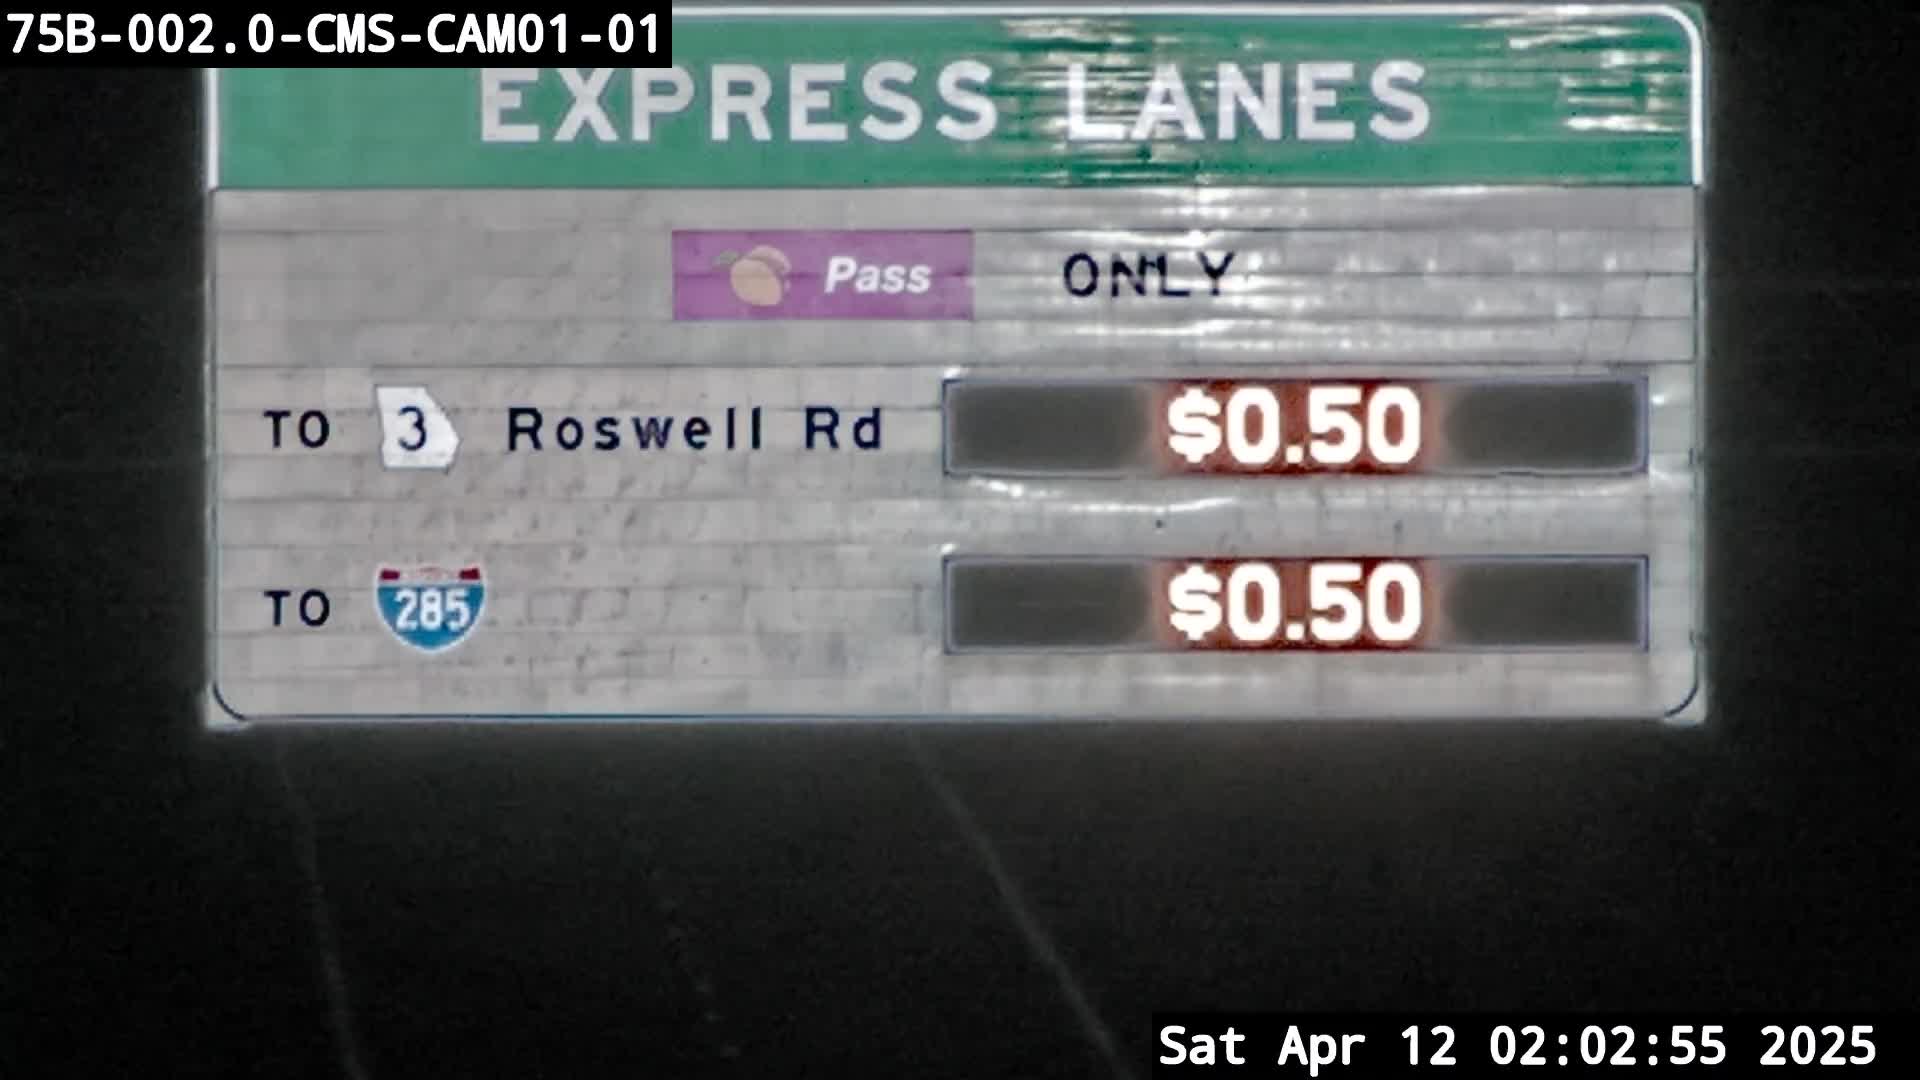 75B-002.0-CMS-CAM01-01
EXPRESS LANES
Pass ONLY
TO 3 Roswell Rd $0.50
TO 285 $0.50
Sat Apr 12 02:02:55 2025